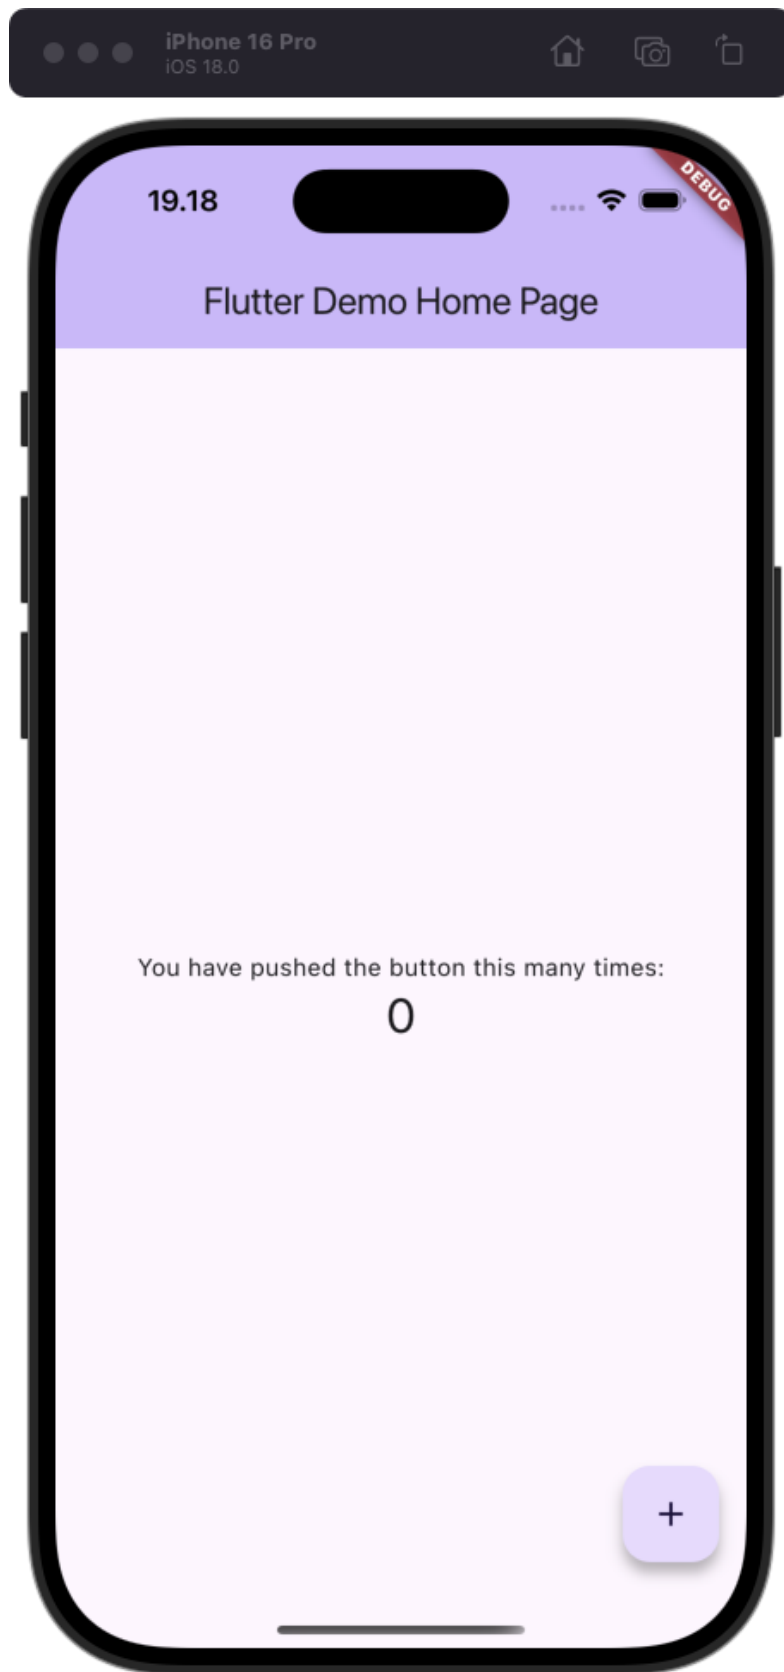 iPhone 16 Pro
iOS 18.0
19.18
DEBUG
Flutter Demo Home Page
You have pushed the button this many times:
0
+